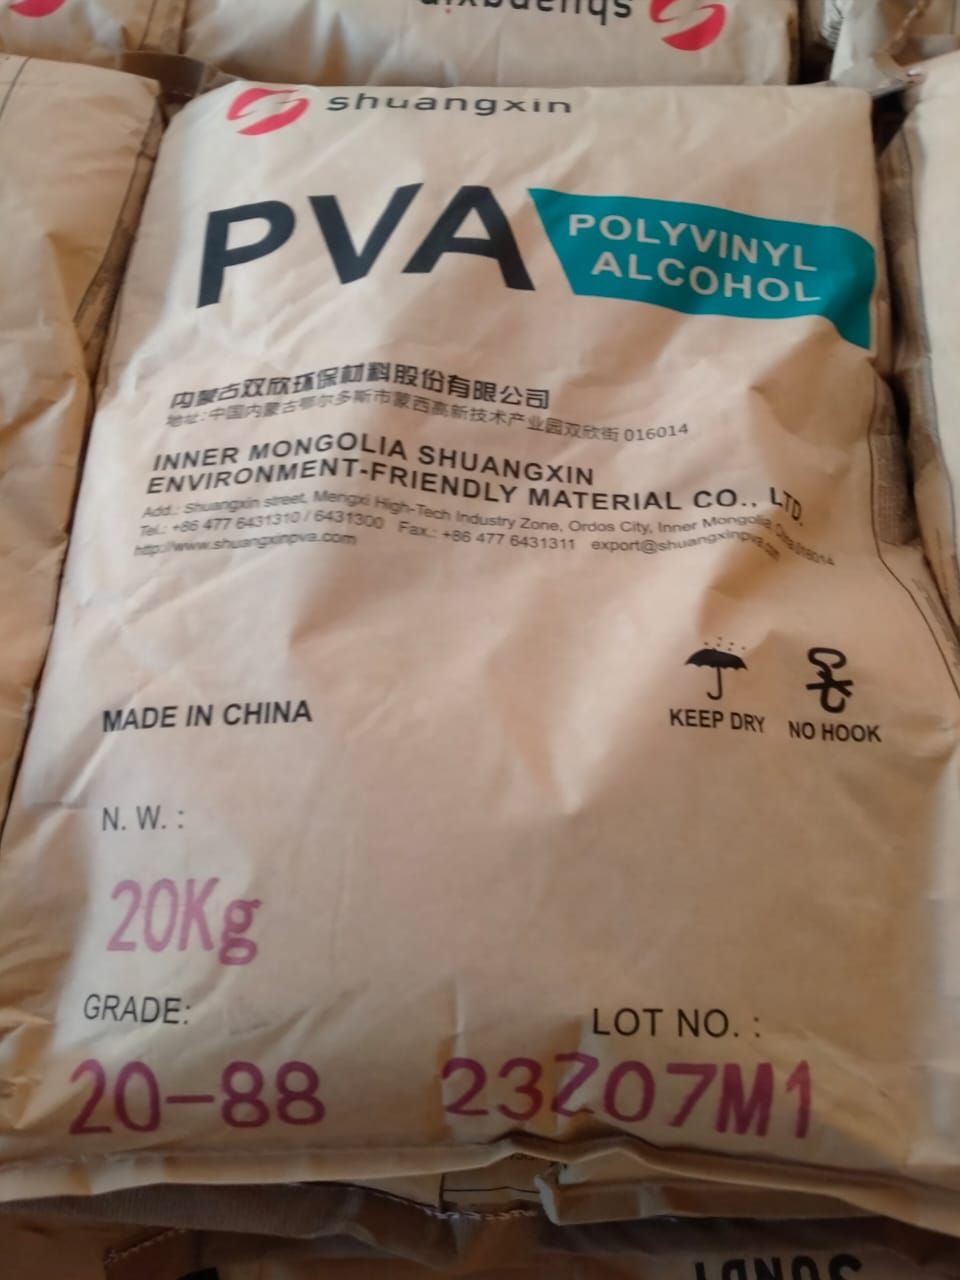 shuangxin
shuangxin
PVA
POLYVINYL
ALCOHOL
内蒙古双欣环保材料股份有限公司
地址:中国内蒙古鄂尔多斯市蒙西高新技术产业园双欣街 016014
INNER MONGOLIA SHUANGXIN
ENVIRONMENT-FRIENDLY MATERIAL CO., LTD.
Add.: Shuangxin street, Mengxi High-Tech Industry Zone, Ordos City, Inner Mongolia China 016014
Tel.: +86 477 6431310 / 6431300 Fax.: +86 477 6431311 export@shuangxinpva.com
http://www.shuangxinpva.com
KEEP DRY NO HOOK
MADE IN CHINA
N. W. :
20Kg
GRADE:
LOT NO. :
20-88 23Z07M1